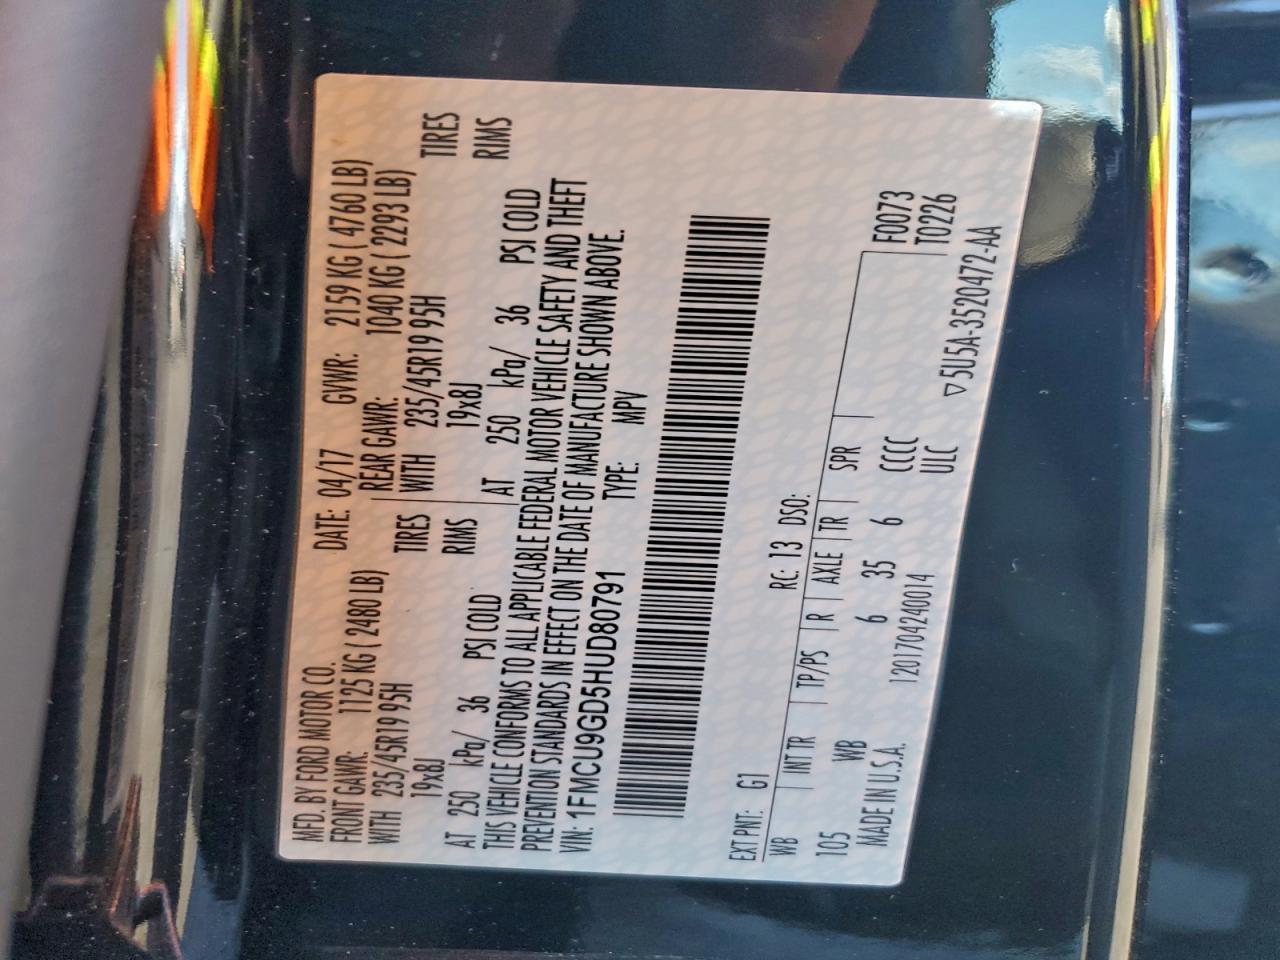 MFD. BY FORD MOTOR CO. DATE: 04/17 GVWR: 2159 KG ( 4760 LB)
FRONT GAWR: 1125 KG ( 2480 LB) REAR GAWR: 1040 KG ( 2293 LB)
WITH 235/45R19 95H TIRES WITH 235/45R19 95H TIRES
19x8J RIMS 19x8J RIMS
AT 250 kPa/ 36 PSI COLD AT 250 kPa/ 36 PSI COLD
THIS VEHICLE CONFORMS TO ALL APPLICABLE FEDERAL MOTOR VEHICLE SAFETY AND THEFT
PREVENTION STANDARDS IN EFFECT ON THE DATE OF MANUFACTURE SHOWN ABOVE.
VIN: 1FMCU9GD5HUD80791 TYPE: MPV
EXT PNT: G1 RC: 13 DSO:
WB INT TR TP/PS R AXLE TR SPR F0073
105 WB 6 35 6 CCCC T0226
MADE IN U.S.A. 120170424001​4 ULC ▽5U5A-3520472-AA